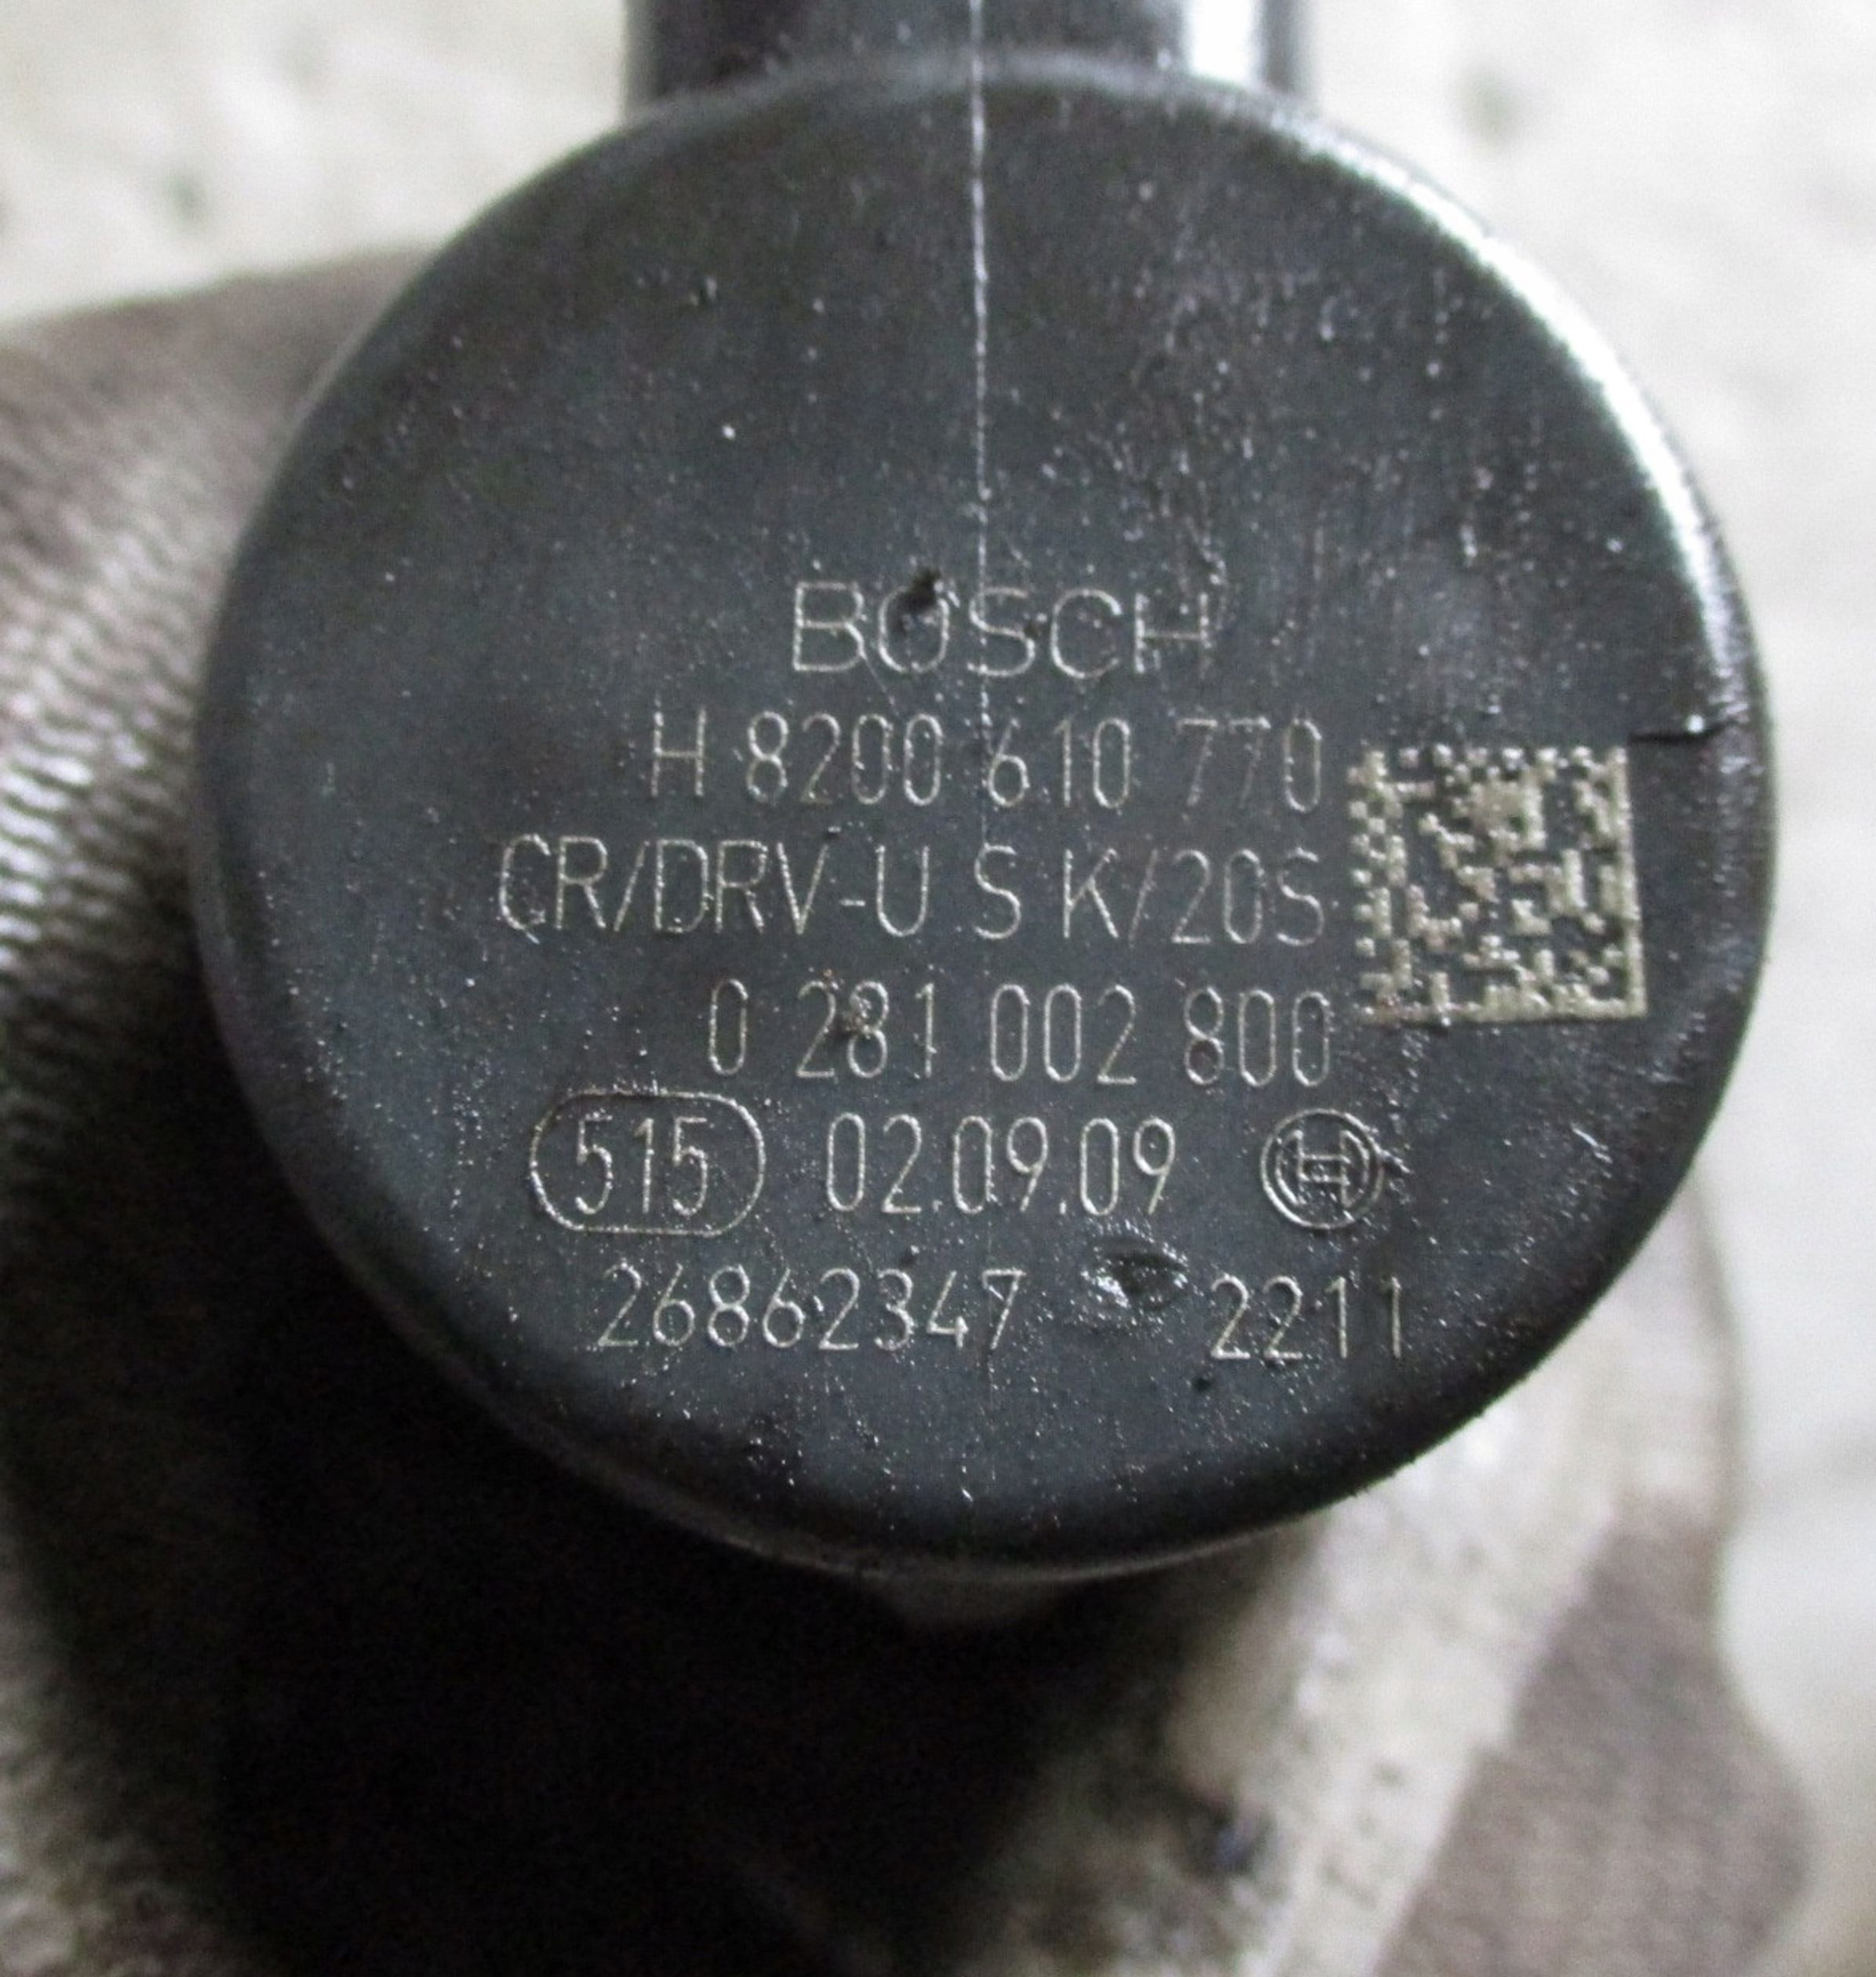 BOSCH
H 8200 610 770
CR/DRV-U S K/20S
0 281 002 800
515 02.09.09 H
26862347 2211